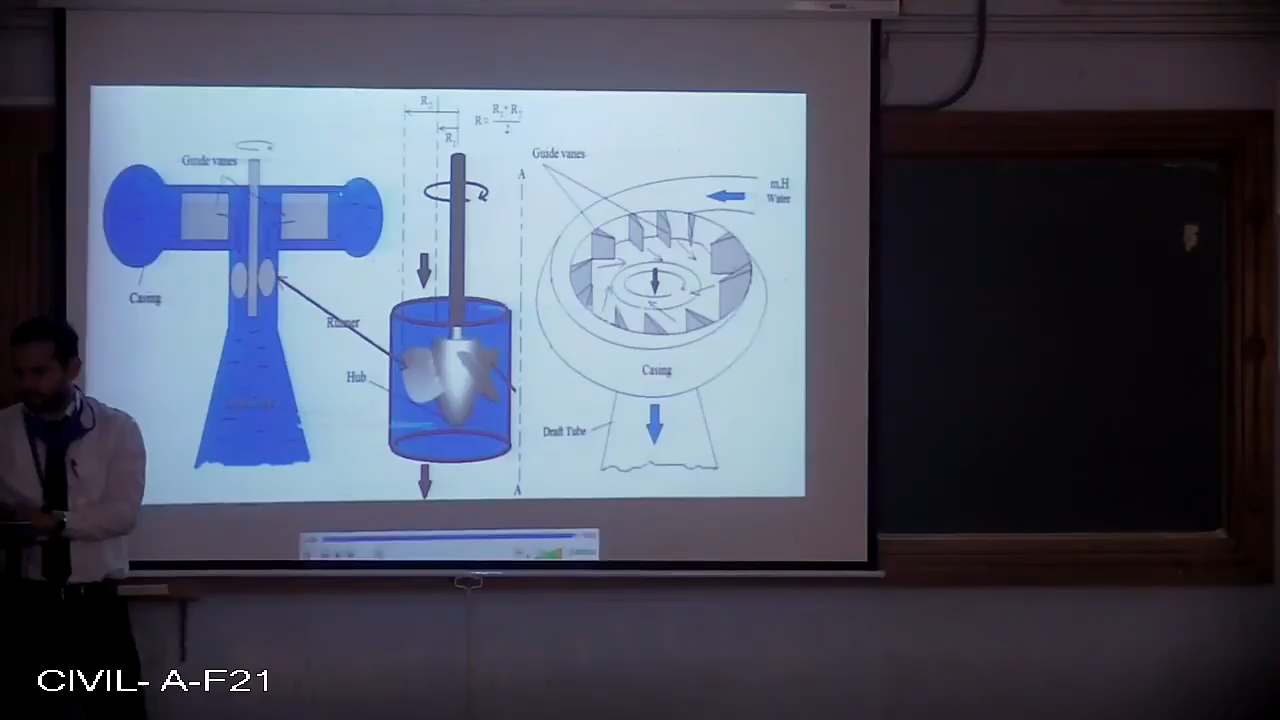 Guide vanes
Casing
Runner
Hub
R₂
R₁
R = R₁+R₂
2
A
A
Guide vanes
m,H
Water
Casing
Draft Tube
CIVIL- A-F21